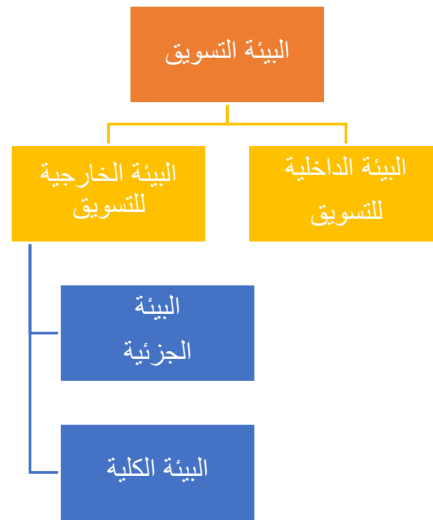 البيئة التسويق
البيئة الداخلية
للتسويق
البيئة الخارجية
للتسويق
البيئة
الجزئية
البيئة الكلية